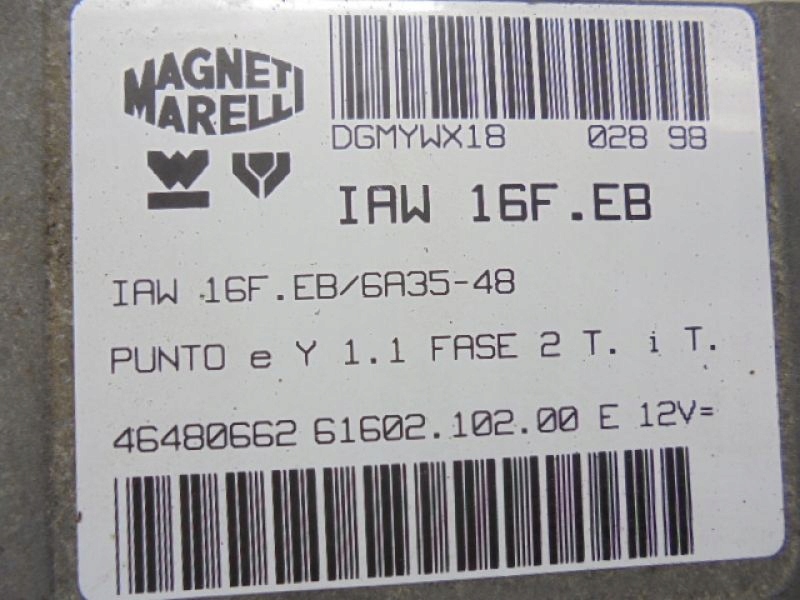 MAGNETI
MARELLI
DGMYWX18 028 98
IAW 16F.EB
IAW 16F.EB/6A35-48
PUNTO e Y 1.1 FASE 2 T. i T.
46480662 61602.102.00 E 12V=